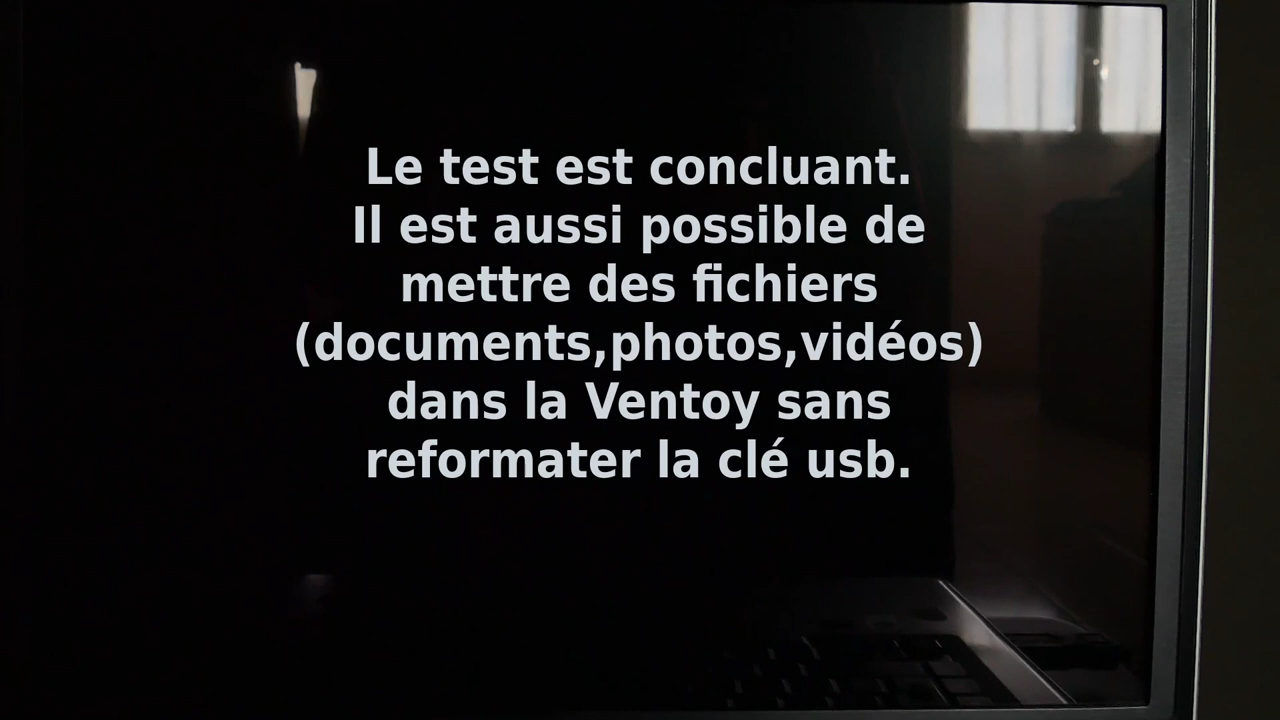 Le test est concluant.
Il est aussi possible de
mettre des fichiers
(documents,photos,vidéos)
dans la Ventoy sans
reformater la clé usb.